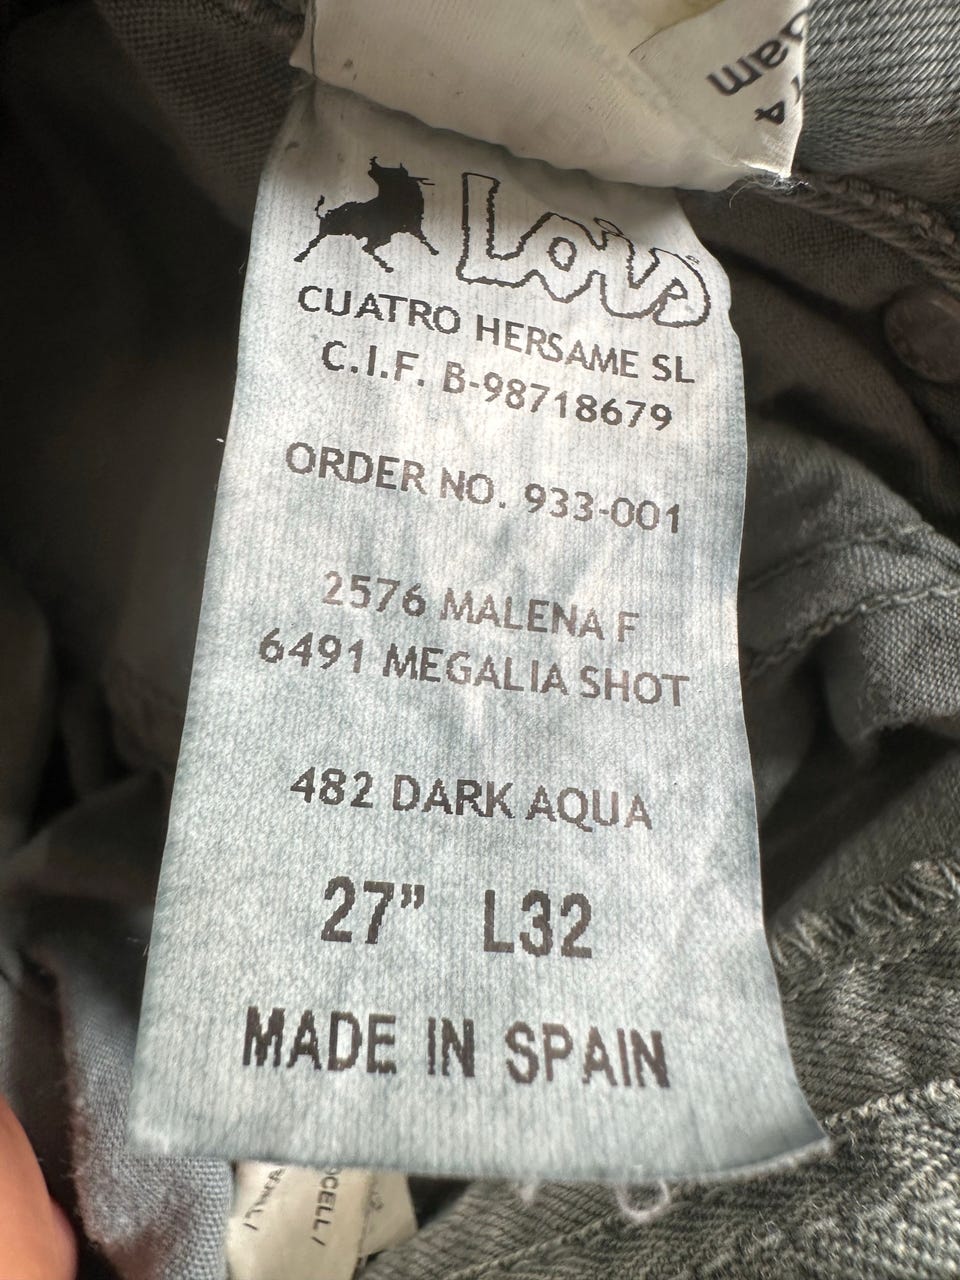 Lois
CUATRO HERSAME SL
C.I.F. B-98718679
ORDER NO. 933-001
2576 MALENA F
6491 MEGALIA SHOT
482 DARK AQUA
27” L32
MADE IN SPAIN